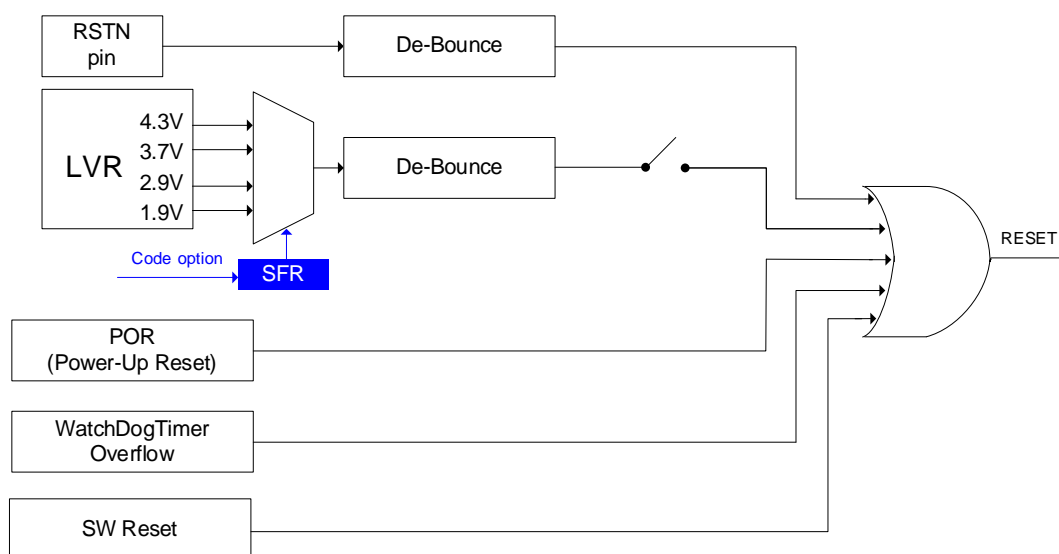 RSTN
pin
De-Bounce
LVR
4.3V
3.7V
2.9V
1.9V
De-Bounce
Code option
SFR
RESET
POR
(Power-Up Reset)
WatchDogTimer
Overflow
SW Reset